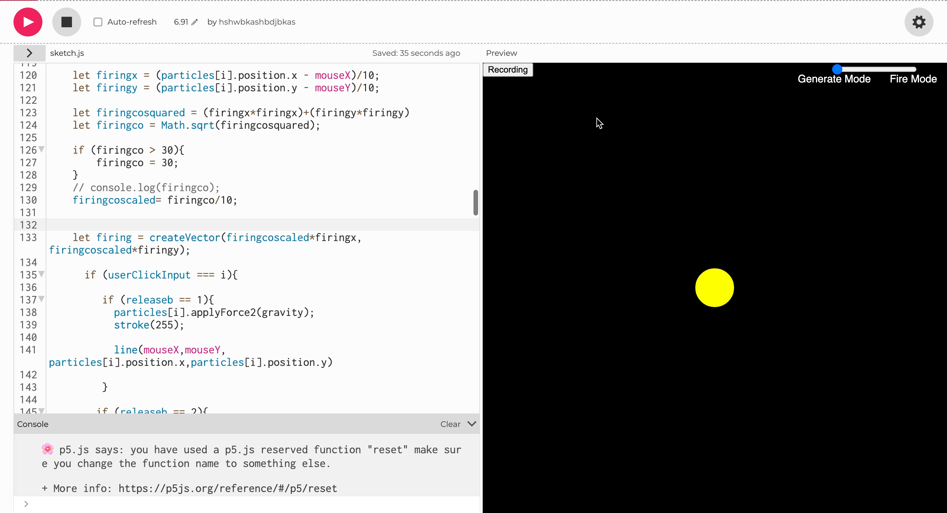 Auto-refresh 6.91 by hshwbkashbdjbkas
sketch.js Saved: 35 seconds ago Preview
Recording
Generate Mode Fire Mode
120 let firingx = (particles[i].position.x - mouseX)/10;
121 let firingy = (particles[i].position.y - mouseY)/10;
122
123 let firingcosquared = (firingx*firingx)+(firingy*firingy)
124 let firingco = Math.sqrt(firingcosquared);
125
126 if (firingco > 30){
127 firingco = 30;
128 }
129 // console.log(firingco);
130 firingcoscaled= firingco/10;
131
132
133 let firing = createVector(firingcoscaled*firingx,
firingcoscaled*firingy);
134
135 if (userClickInput === i){
136
137 if (releaseb == 1){
138 particles[i].applyForce2(gravity);
139 stroke(255);
140
141 line(mouseX,mouseY,
particles[i].position.x,particles[i].position.y)
142
143 }
144
145 if (releaseb == 2){
Console Clear
🌸 p5.js says: you have used a p5.js reserved function "reset" make sur
e you change the function name to something else.
+ More info: https://p5js.org/reference/#/p5/reset
>